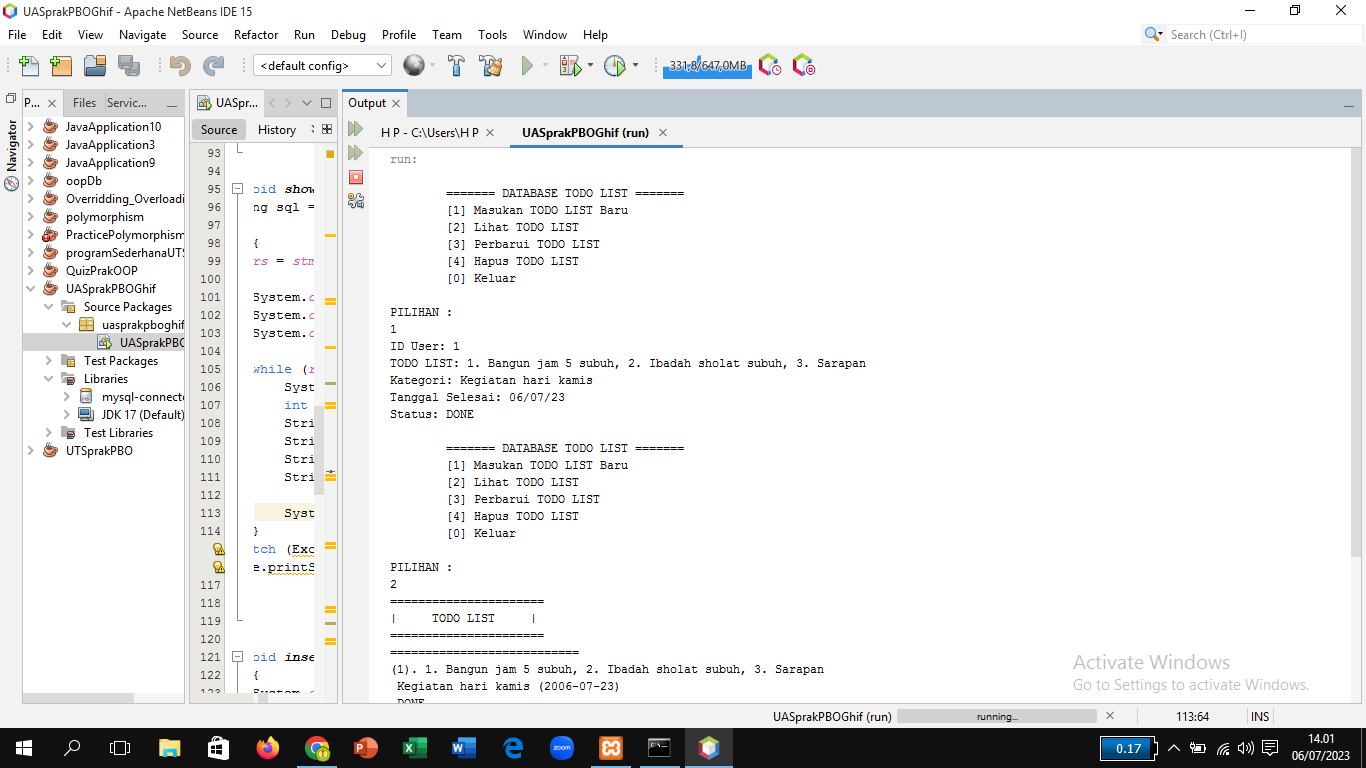 UASprakPBOGhif - Apache NetBeans IDE 15
File Edit View Navigate Source Refactor Run Debug Profile Team Tools Window Help
Search (Ctrl+I)
<default config>
331,8/647,0MB
P... Files Servic...
Navigator
JavaApplication10
JavaApplication3
JavaApplication9
oopDb
Overridding_Overloadi
polymorphism
PracticePolymorphism
programSederhanaUTS
QuizPrakOOP
UASprakPBOGhif
Source Packages
uasprakpboghif
UASprakPBO
Test Packages
Libraries
mysql-connecto
JDK 17 (Default)
Test Libraries
UTSprakPBO
UASpr...
Source History
93
94
95 oid show
96 ng sql =
97
98 {
99 rs = stm
100
101 System.o
102 System.o
103 System.o
104
105 while (r
106 Syst
107 int
108 Stri
109 Stri
110 Stri
111 Stri
112
113 Syst
114 }
tch (Exc
e.printS
117
118
119
120
121 oid inse
122 {
123 System.
Output
H P - C:\Users\H P
UASprakPBOGhif (run)
run:
======= DATABASE TODO LIST =======
[1] Masukan TODO LIST Baru
[2] Lihat TODO LIST
[3] Perbarui TODO LIST
[4] Hapus TODO LIST
[0] Keluar
PILIHAN :
1
ID User: 1
TODO LIST: 1. Bangun jam 5 subuh, 2. Ibadah sholat subuh, 3. Sarapan
Kategori: Kegiatan hari kamis
Tanggal Selesai: 06/07/23
Status: DONE
======= DATABASE TODO LIST =======
[1] Masukan TODO LIST Baru
[2] Lihat TODO LIST
[3] Perbarui TODO LIST
[4] Hapus TODO LIST
[0] Keluar
PILIHAN :
2
======================
| TODO LIST |
======================
===========================
(1). 1. Bangun jam 5 subuh, 2. Ibadah sholat subuh, 3. Sarapan
Kegiatan hari kamis (2006-07-23)
DONE
Activate Windows
Go to Settings to activate Windows.
UASprakPBOGhif (run) running... 113:64 INS
zoom
0.17
14.01
06/07/2023